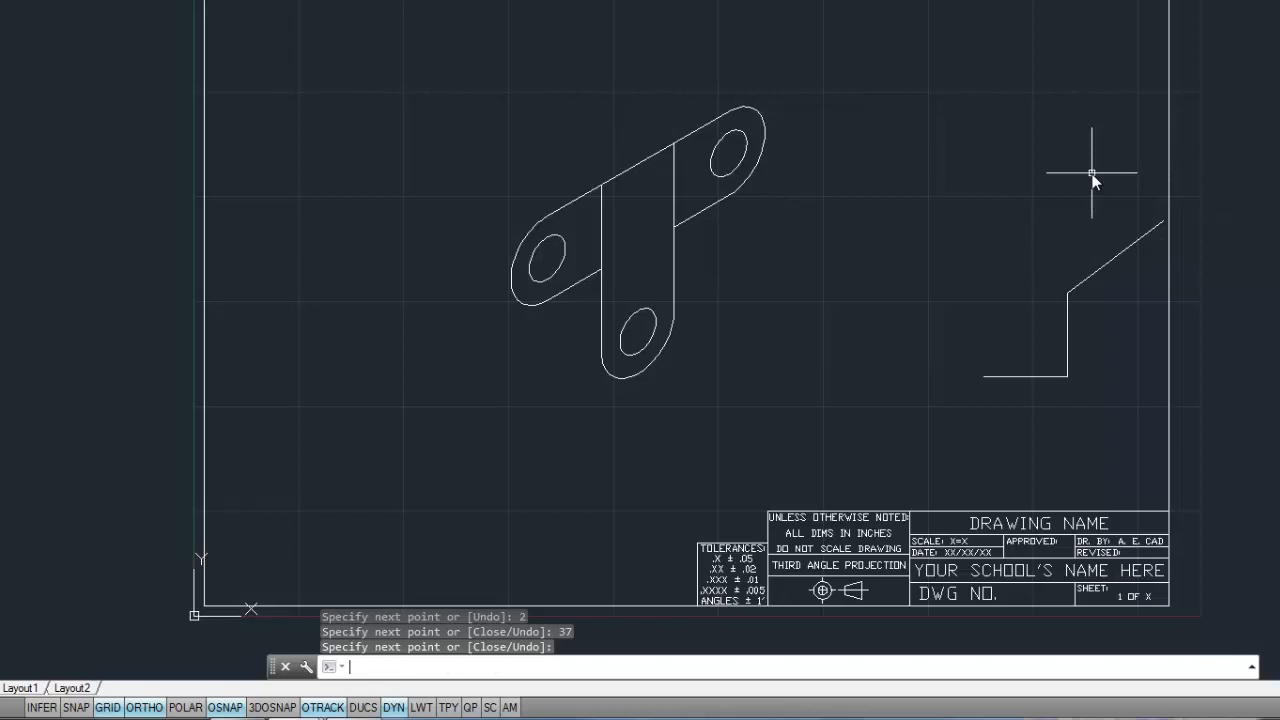 UNLESS OTHERWISE NOTED:
ALL DIMS IN INCHES
DO NOT SCALE DRAWING
THIRD ANGLE PROJECTION
TOLERANCES:
.X ± .05
.XX ± .02
.XXX ± .01
.XXXX ± .005
ANGLES ± 1°
DRAWING NAME
SCALE: X=X
APPROVED:
DR. BY: A. E. CAD
DATE: XX/XX/XX
REVISED:
YOUR SCHOOL'S NAME HERE
DWG NO.
SHEET:
1 OF X
Y
X
Specify next point or [Undo]: 2
Specify next point or [Close/Undo]: 37
Specify next point or [Close/Undo]:
Layout1 Layout2
INFER SNAP GRID ORTHO POLAR OSNAP 3DOSNAP OTRACK DUCS DYN LWT TPY QP SC AM